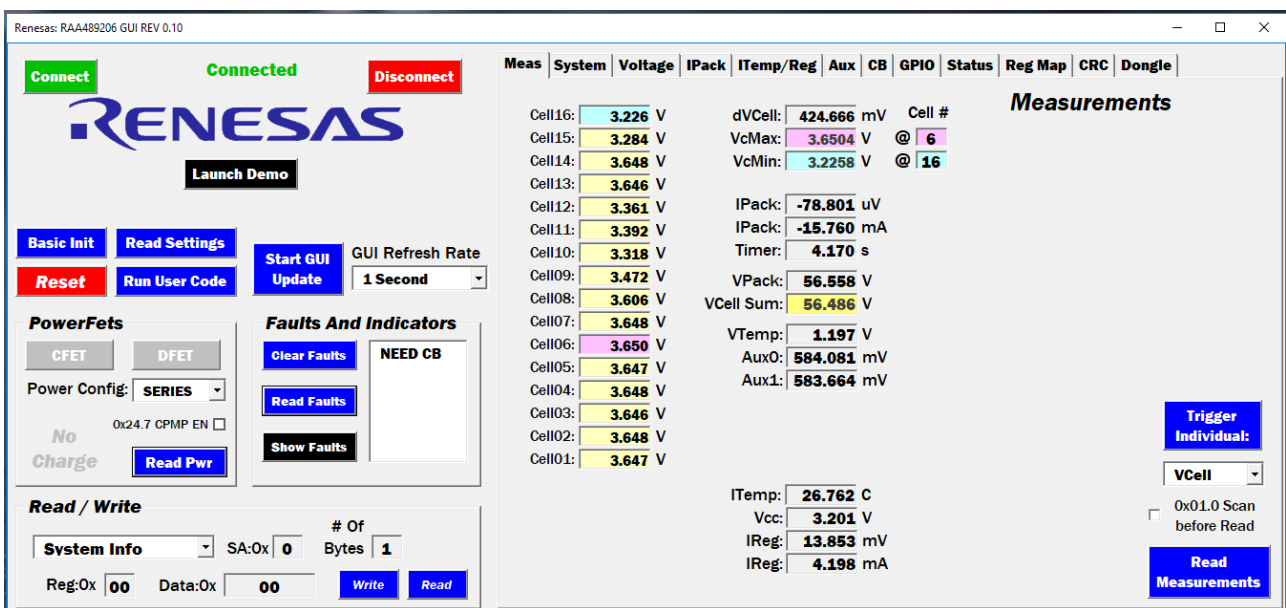 Renesas: RAA489206 GUI REV 0.10
Connect
Connected
Disconnect
RENESAS
Launch Demo
Basic Init
Read Settings
Reset
Run User Code
Start GUI
Update
GUI Refresh Rate
1 Second
PowerFets
CFET
DFET
Power Config: SERIES
0x24.7 CPMP EN
No
Charge
Read Pwr
Faults And Indicators
Clear Faults
Read Faults
Show Faults
NEED CB
Read / Write
System Info
SA:0x 0
# Of
Bytes 1
Reg:0x 00
Data:0x 00
Write
Read
Meas System Voltage IPack ITemp/Reg Aux CB GPIO Status Reg Map CRC Dongle
Measurements
Cell16: 3.226 V
Cell15: 3.284 V
Cell14: 3.648 V
Cell13: 3.646 V
Cell12: 3.361 V
Cell11: 3.392 V
Cell10: 3.318 V
Cell09: 3.472 V
Cell08: 3.606 V
Cell07: 3.648 V
Cell06: 3.650 V
Cell05: 3.647 V
Cell04: 3.648 V
Cell03: 3.646 V
Cell02: 3.648 V
Cell01: 3.647 V
dVCell: 424.666 mV Cell #
VcMax: 3.6504 V @ 6
VcMin: 3.2258 V @ 16
IPack: -78.801 uV
IPack: -15.760 mA
Timer: 4.170 s
VPack: 56.558 V
VCell Sum: 56.486 V
VTemp: 1.197 V
Aux0: 584.081 mV
Aux1: 583.664 mV
ITemp: 26.762 C
Vcc: 3.201 V
IReg: 13.853 mV
IReg: 4.198 mA
Trigger
Individual:
VCell
0x01.0 Scan
before Read
Read
Measurements